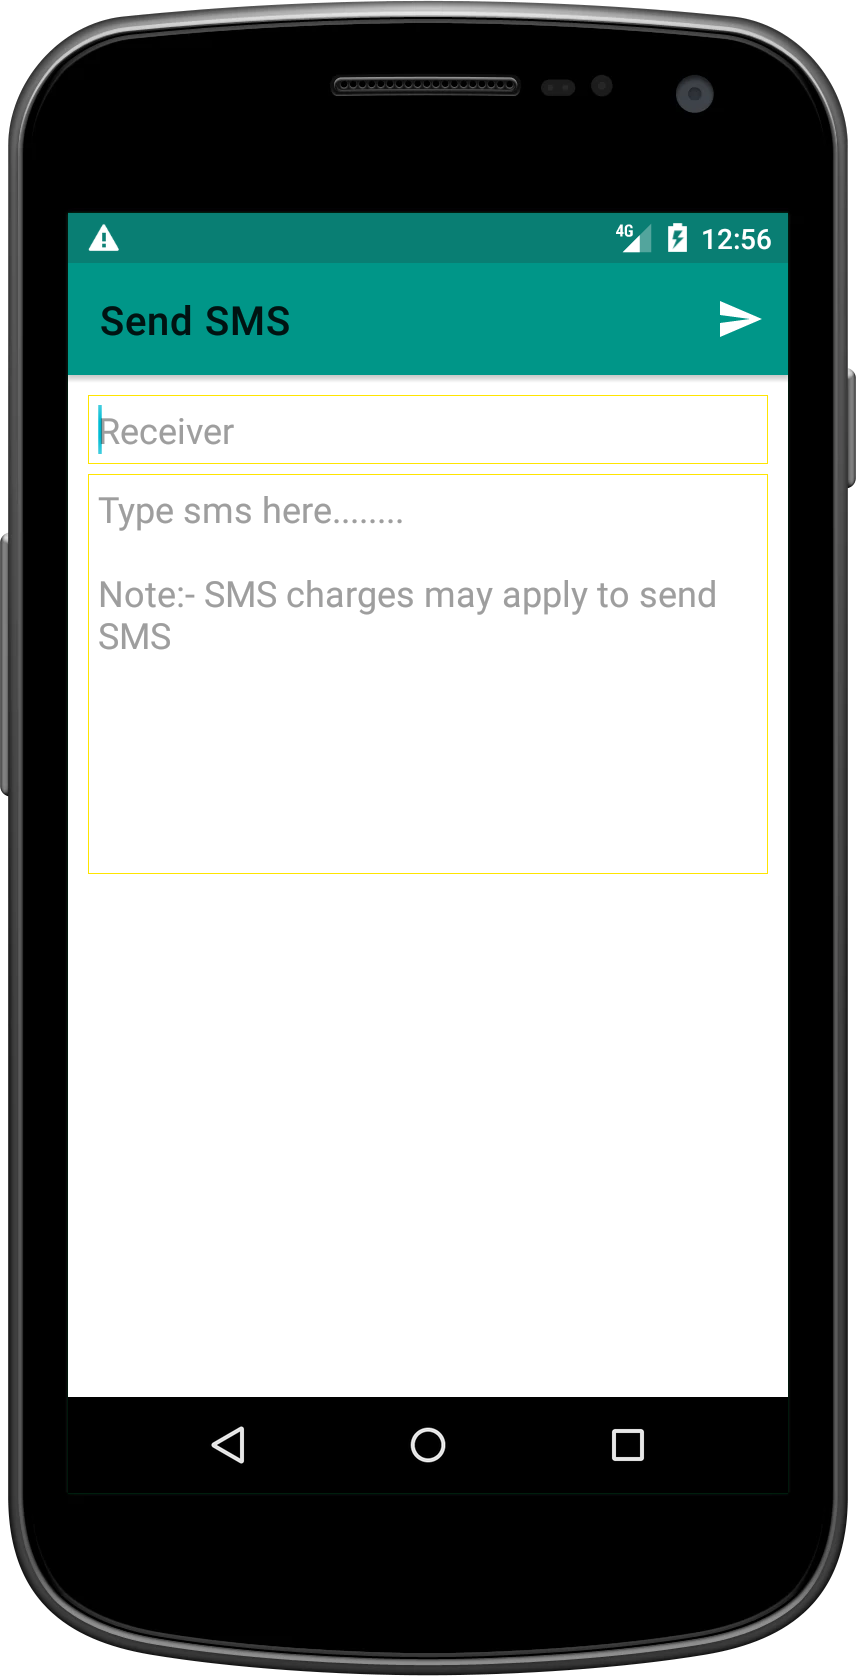 4G 12:56
Send SMS
Receiver
Type sms here........
Note:- SMS charges may apply to send
SMS